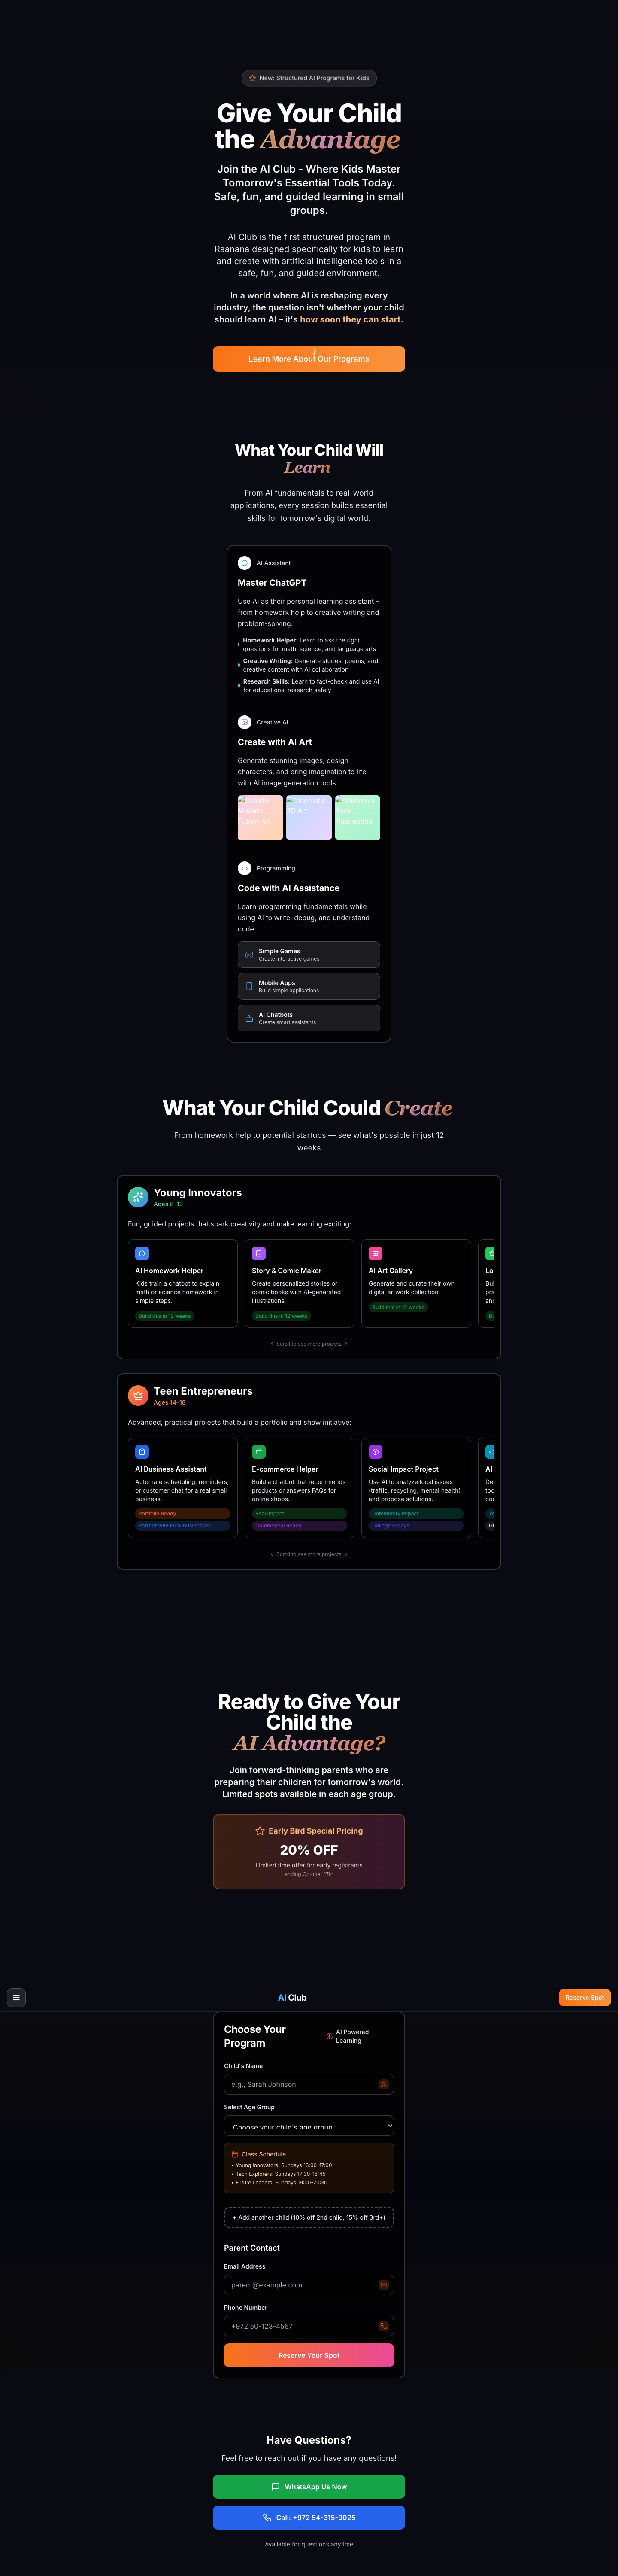 New: Structured AI Programs for Kids
Give Your Child
the Advantage
Join the AI Club - Where Kids Master
Tomorrow's Essential Tools Today.
Safe, fun, and guided learning in small
groups.
AI Club is the first structured program in
Raanana designed specifically for kids to learn
and create with artificial intelligence tools in a
safe, fun, and guided environment.
In a world where AI is reshaping every
industry, the question isn't whether your child
should learn AI – it's how soon they can start.
Learn More About Our Programs
What Your Child Will
Learn
From AI fundamentals to real-world
applications, every session builds essential
skills for tomorrow's digital world.
AI Assistant
Master ChatGPT
Use AI as their personal learning assistant -
from homework help to creative writing and
problem-solving.
Homework Helper: Learn to ask the right
questions for math, science, and language arts
Creative Writing: Generate stories, poems, and
creative content with AI collaboration
Research Skills: Learn to fact-check and use AI
for educational research safely
Creative AI
Create with AI Art
Generate stunning images, design
characters, and bring imagination to life
with AI image generation tools.
Colorful Modern Fusion Art
Cinematic 3D Art
Children's Book Illustrations
Programming
Code with AI Assistance
Learn programming fundamentals while
using AI to write, debug, and understand
code.
Simple Games
Create interactive games
Mobile Apps
Build simple applications
AI Chatbots
Create smart assistants
What Your Child Could Create
From homework help to potential startups — see what's possible in just 12
weeks
Young Innovators
Ages 9–13
Fun, guided projects that spark creativity and make learning exciting:
AI Homework Helper
Kids train a chatbot to explain
math or science homework in
simple steps.
Build this in 12 weeks
Story & Comic Maker
Create personalized stories or
comic books with AI-generated
illustrations.
Build this in 12 weeks
AI Art Gallery
Generate and curate their own
digital artwork collection.
Build this in 12 weeks
La
Bu
pra
and
← Scroll to see more projects →
Teen Entrepreneurs
Ages 14–18
Advanced, practical projects that build a portfolio and show initiative:
AI Business Assistant
Automate scheduling, reminders,
or customer chat for a real small
business.
Portfolio Ready
Partner with local businesses
E-commerce Helper
Build a chatbot that recommends
products or answers FAQs for
online shops.
Real Impact
Commercial Ready
Social Impact Project
Use AI to analyze local issues
(traffic, recycling, mental health)
and propose solutions.
Community Impact
College Essays
AI
De
too
← Scroll to see more projects →
Ready to Give Your
Child the
AI Advantage?
Join forward-thinking parents who are
preparing their children for tomorrow's world.
Limited spots available in each age group.
Early Bird Special Pricing
20% OFF
Limited time offer for early registrants
ending October 17th
AI Club
Reserve Spot
Choose Your
Program
AI Powered
Learning
Child's Name
e.g., Sarah Johnson
Select Age Group
Choose your child's age group
Class Schedule
• Young Innovators: Sundays 16:00-17:00
• Tech Explorers: Sundays 17:30-18:45
• Future Leaders: Sundays 19:00-20:30
+ Add another child (10% off 2nd child, 15% off 3rd+)
Parent Contact
Email Address
parent@example.com
Phone Number
+972 50-123-4567
Reserve Your Spot
Have Questions?
Feel free to reach out if you have any questions!
WhatsApp Us Now
Call: +972 54-315-9025
Available for questions anytime